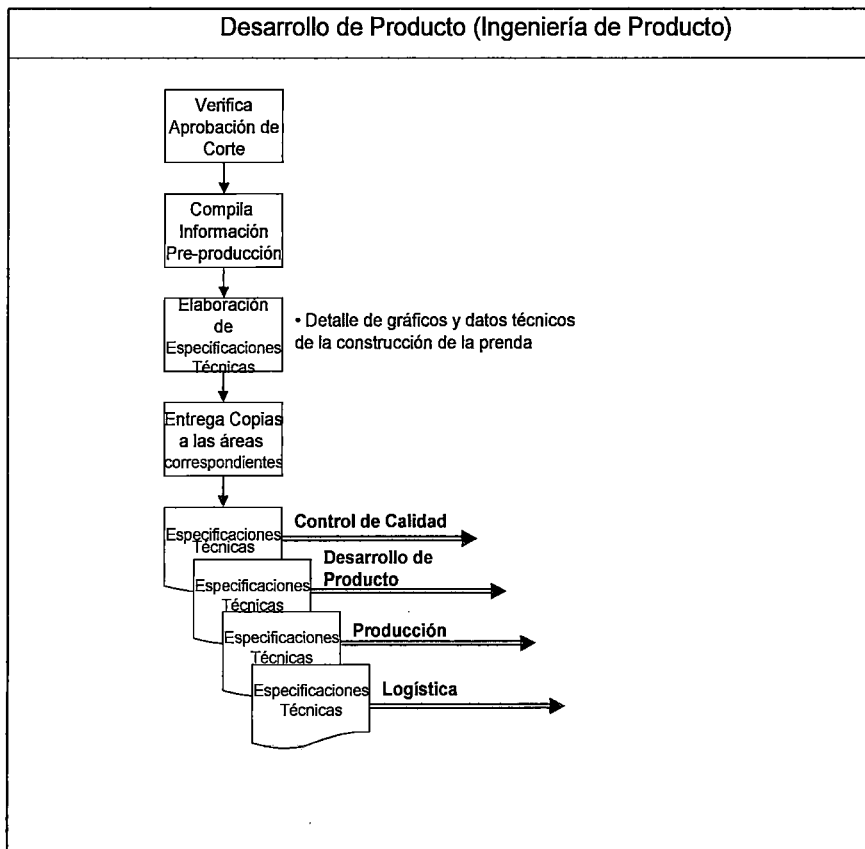 Desarrollo de Producto (Ingeniería de Producto)
Verifica
Aprobación de
Corte
Compila
Información
Pre-producción
Elaboración
de
Especificaciones
Técnicas
• Detalle de gráficos y datos técnicos
de la construcción de la prenda
Entrega Copias
a las áreas
correspondientes
Especificaciones
Técnicas
Control de Calidad
Especificaciones
Técnicas
Desarrollo de
Producto
Especificaciones
Técnicas
Producción
Especificaciones
Técnicas
Logística